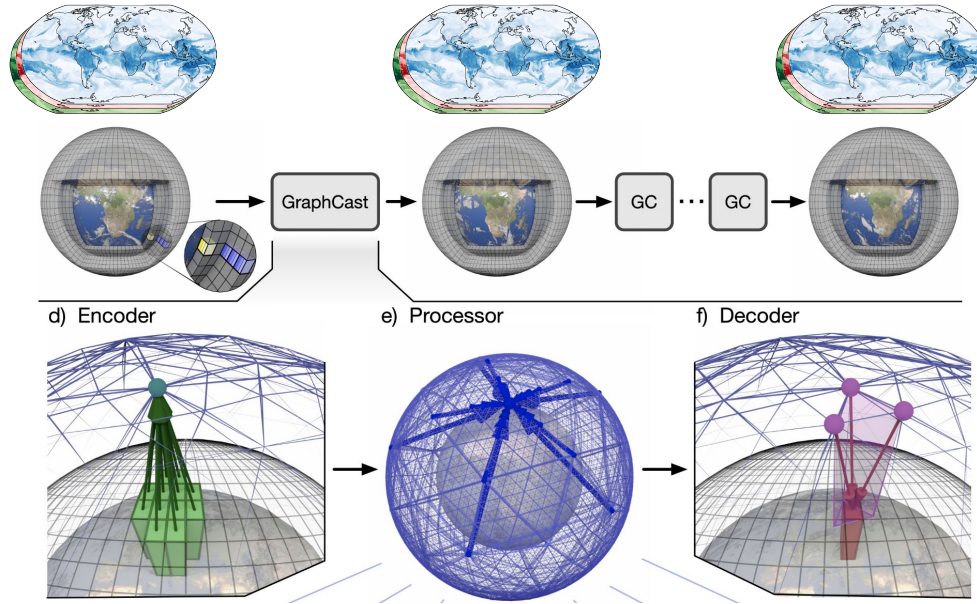 GraphCast
GC
...
GC
d) Encoder
e) Processor
f) Decoder